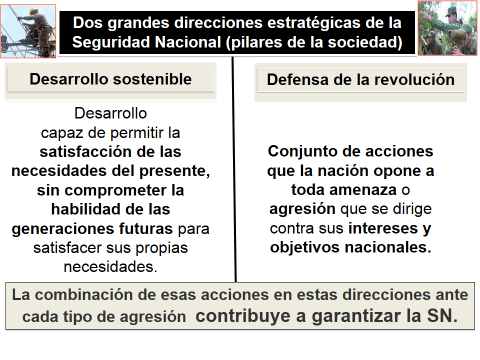 Dos grandes direcciones estratégicas de la
Seguridad Nacional (pilares de la sociedad)
Desarrollo sostenible
Desarrollo
capaz de permitir la
satisfacción de las
necesidades del presente,
sin comprometer la
habilidad de las
generaciones futuras para
satisfacer sus propias
necesidades.
Defensa de la revolución
Conjunto de acciones
que la nación opone a
toda amenaza o
agresión que se dirige
contra sus intereses y
objetivos nacionales.
La combinación de esas acciones en estas direcciones ante
cada tipo de agresión contribuye a garantizar la SN.